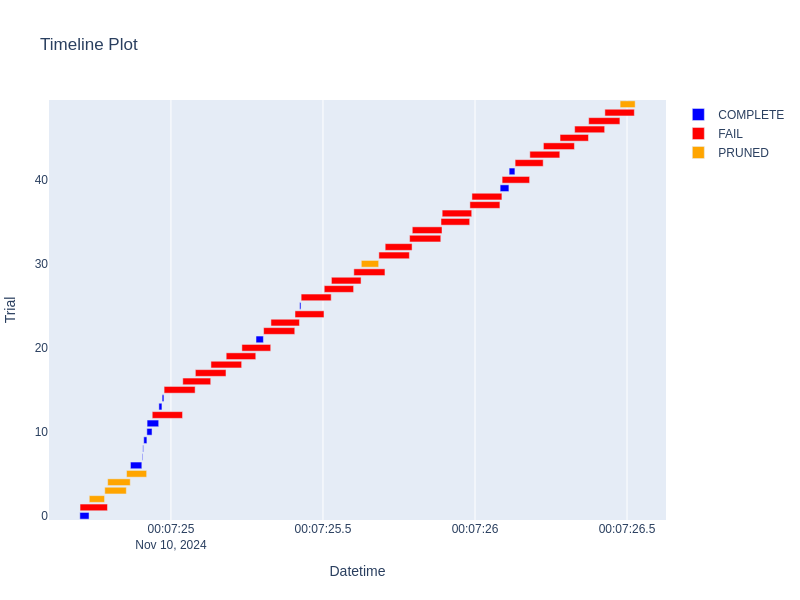 Timeline Plot
COMPLETE
FAIL
PRUNED
40
30
20
10
0
Trial
00:07:25
Nov 10, 2024
00:07:25.5
00:07:26
00:07:26.5
Datetime